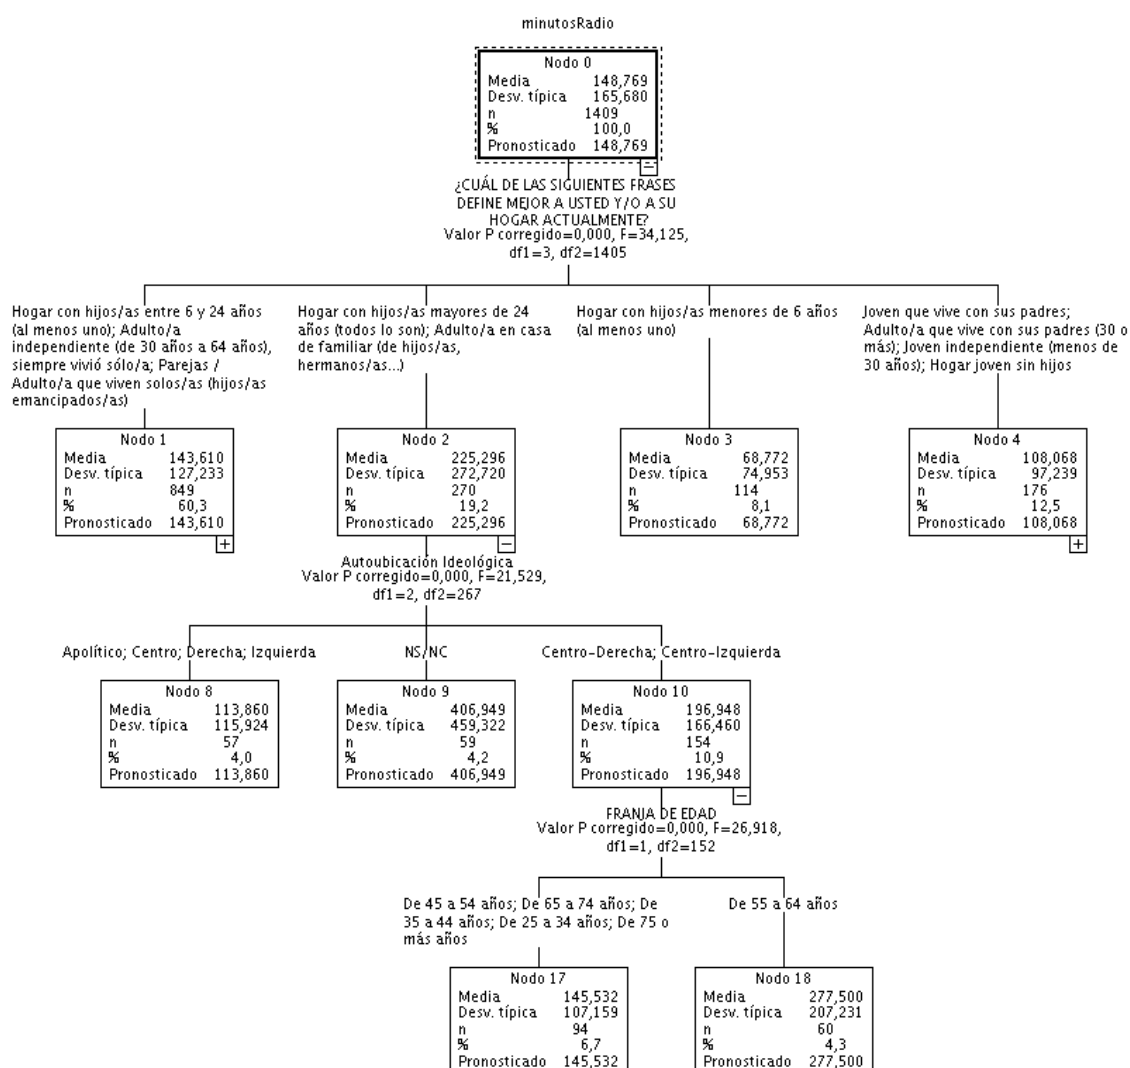 minutosRadio
Nodo 0
Media 148,769
Desv. típica 165,680
n 1409
% 100,0
Pronosticado 148,769
¿CUÁL DE LAS SIGUIENTES FRASES
DEFINE MEJOR A USTED Y/O A SU
HOGAR ACTUALMENTE?
Valor P corregido=0,000, F=34,125,
df1=3, df2=1405
Hogar con hijos/as entre 6 y 24 años
(al menos uno); Adulto/a
independiente (de 30 años a 64 años),
siempre vivió sólo/a; Parejas /
Adulto/a que viven solos/as (hijos/as
emancipados/as)
Hogar con hijos/as mayores de 24
años (todos lo son); Adulto/a en casa
de familiar (de hijos/as,
hermanos/as...)
Hogar con hijos/as menores de 6 años
(al menos uno)
Joven que vive con sus padres;
Adulto/a que vive con sus padres (30 o
más); Joven independiente (menos de
30 años); Hogar joven sin hijos
Nodo 1
Media 143,610
Desv. típica 127,233
n 849
% 60,3
Pronosticado 143,610
Nodo 2
Media 225,296
Desv. típica 272,720
n 270
% 19,2
Pronosticado 225,296
Nodo 3
Media 68,772
Desv. típica 74,953
n 114
% 8,1
Pronosticado 68,772
Nodo 4
Media 108,068
Desv. típica 97,239
n 176
% 12,5
Pronosticado 108,068
Autoubicación Ideológica
Valor P corregido=0,000, F=21,529,
df1=2, df2=267
Apolítico; Centro; Derecha; Izquierda
NS/NC
Centro-Derecha; Centro-Izquierda
Nodo 8
Media 113,860
Desv. típica 115,924
n 57
% 4,0
Pronosticado 113,860
Nodo 9
Media 406,949
Desv. típica 459,322
n 59
% 4,2
Pronosticado 406,949
Nodo 10
Media 196,948
Desv. típica 166,460
n 154
% 10,9
Pronosticado 196,948
FRANJA DE EDAD
Valor P corregido=0,000, F=26,918,
df1=1, df2=152
De 45 a 54 años; De 65 a 74 años; De
35 a 44 años; De 25 a 34 años; De 75 o
más años
De 55 a 64 años
Nodo 17
Media 145,532
Desv. típica 107,159
n 94
% 6,7
Pronosticado 145,532
Nodo 18
Media 277,500
Desv. típica 207,231
n 60
% 4,3
Pronosticado 277,500